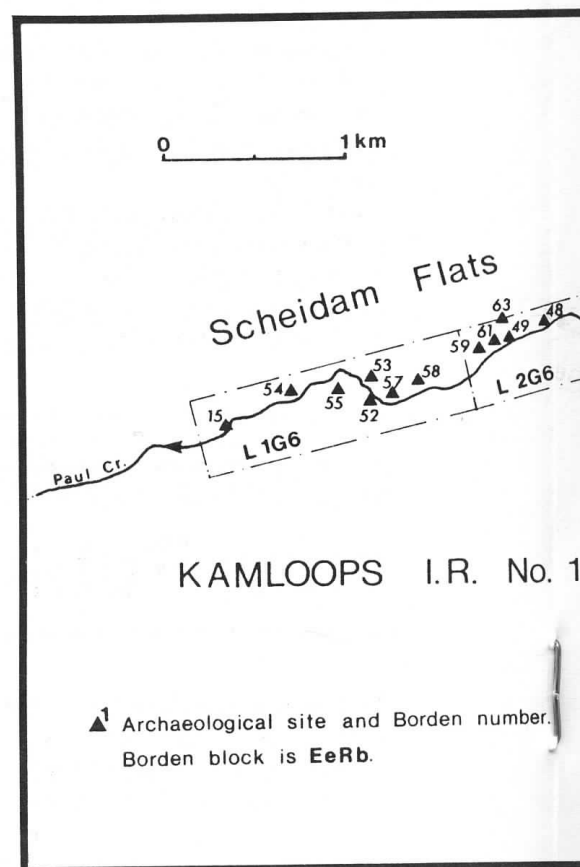 0 1 km
Scheidam Flats
63
48
61 49
59
53
54 58
57
55
52
15
L 2G6
L 1G6
Paul Cr.
KAMLOOPS I.R. No. 1
1 Archaeological site and Borden number.
Borden block is EeRb.